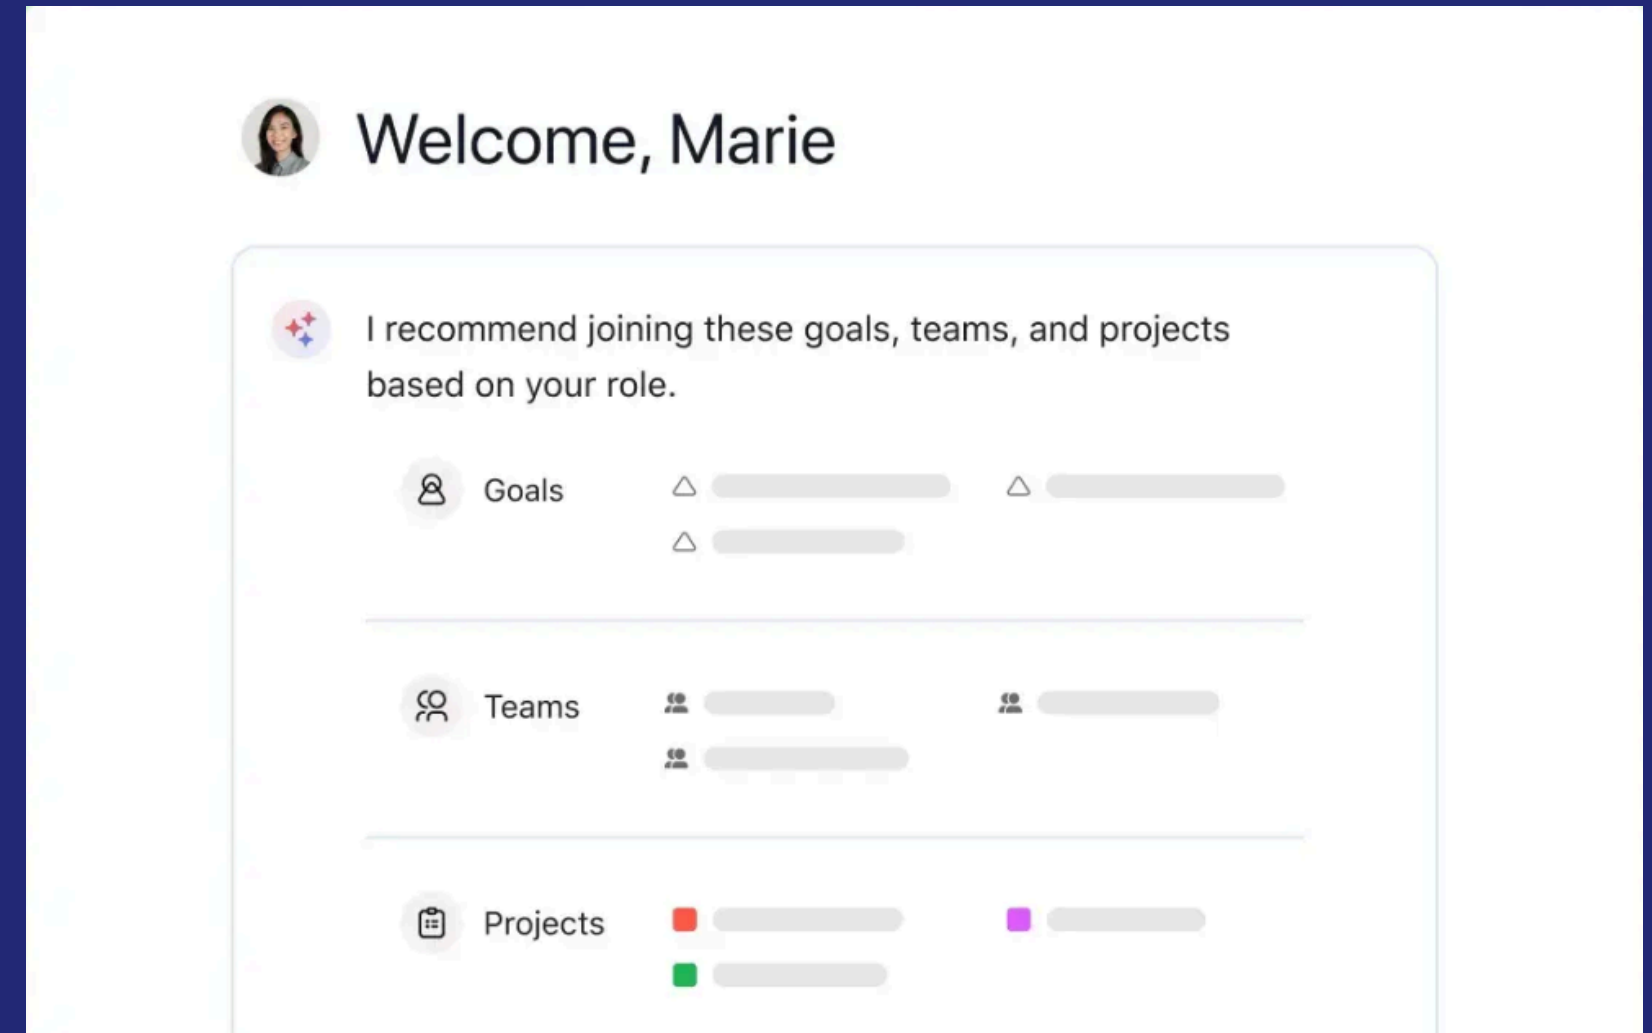 Welcome, Marie
I recommend joining these goals, teams, and projects
based on your role.
Goals
Teams
Projects